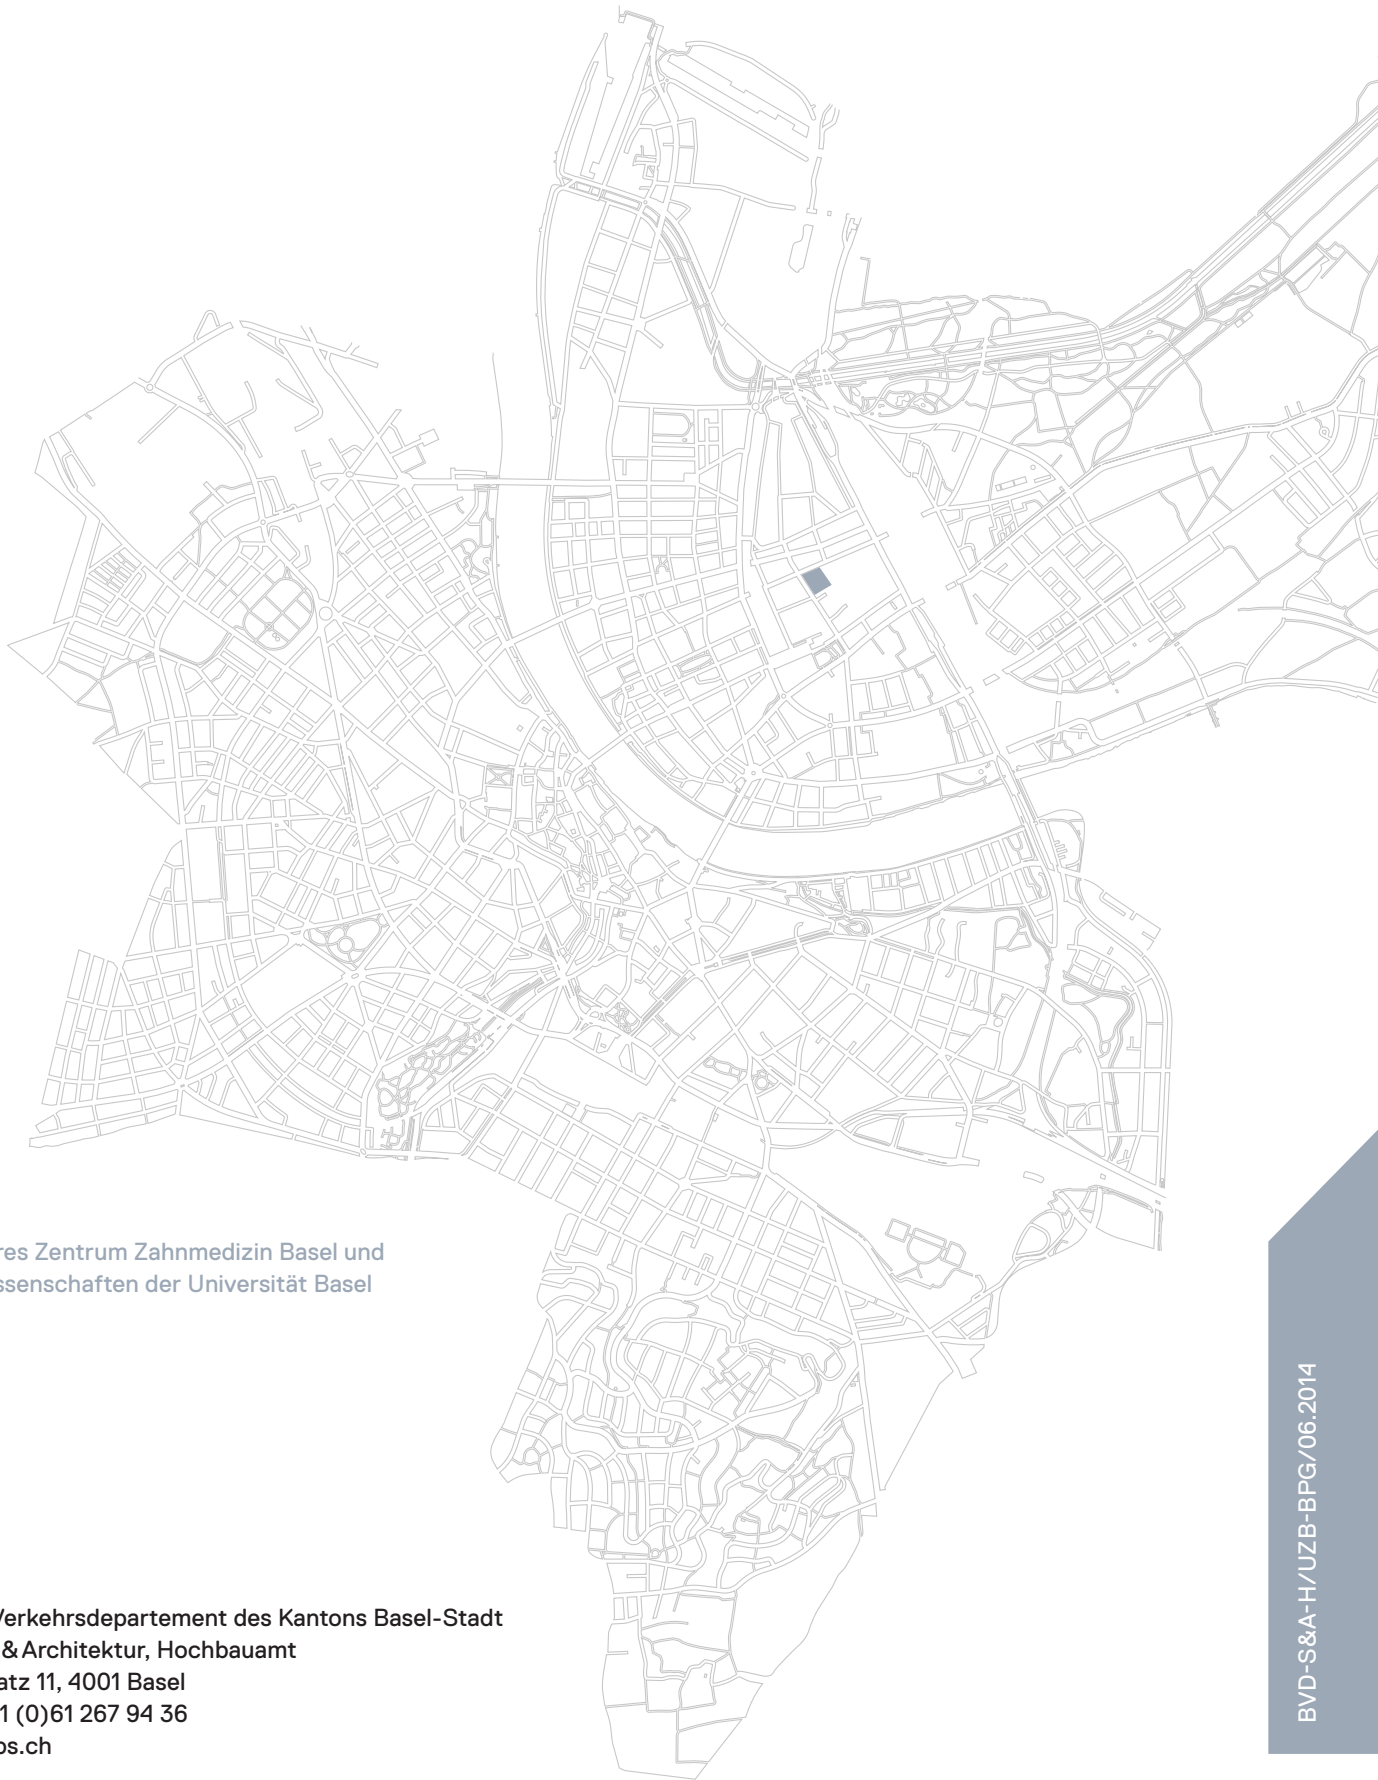 res Zentrum Zahnmedizin Basel und
ssenschaften der Universität Basel
Verkehrsdepartement des Kantons Basel-Stadt
& Architektur, Hochbauamt
atz 11, 4001 Basel
1 (0)61 267 94 36
os.ch
BVD-S&A-H/UZB-BPG/06.2014